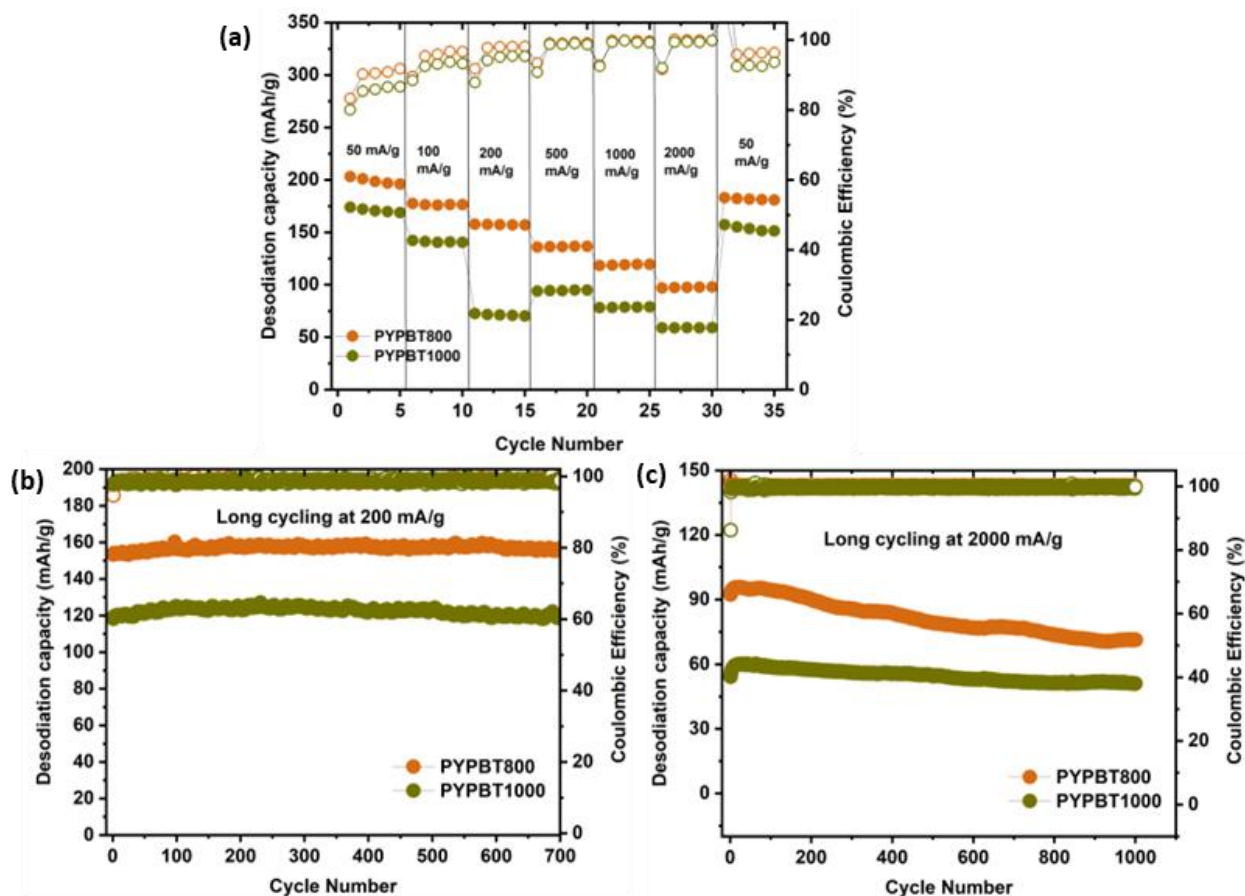 (a)
350
300
250
200
150
100
50
0
Desodiation capacity (mAh/g)
100
80
60
40
20
0
Coulombic Efficiency (%)
50 mA/g
100
mA/g
200
mA/g
500
mA/g
1000
mA/g
2000
mA/g
50
mA/g
PYPBT800
PYPBT1000
0 5 10 15 20 25 30 35
Cycle Number
(b)
200
180
160
140
120
100
80
60
40
20
0
Desodiation capacity (mAh/g)
100
80
60
40
20
0
Coulombic Efficiency (%)
Long cycling at 200 mA/g
PYPBT800
PYPBT1000
0 100 200 300 400 500 600 700
Cycle Number
(c)
150
120
90
60
30
0
Desodiation capacity (mAh/g)
100
80
60
40
20
0
Coulombic Efficiency (%)
Long cycling at 2000 mA/g
PYPBT800
PYPBT1000
0 200 400 600 800 1000
Cycle Number